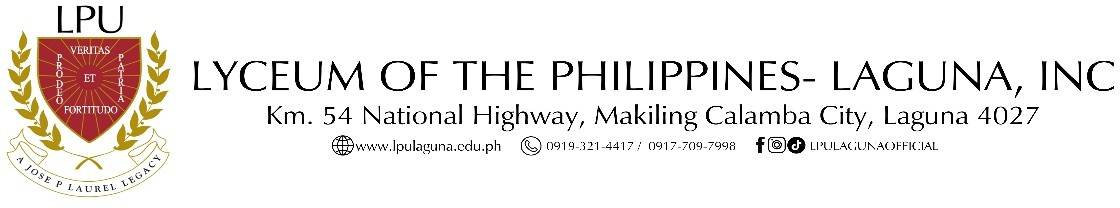 LPU
VERITAS
PRO DEO
ET
PATRIA
FORTITUDO
A JOSE P LAUREL LEGACY
LYCEUM OF THE PHILIPPINES- LAGUNA, INC
Km. 54 National Highway, Makiling Calamba City, Laguna 4027
www.lpulaguna.edu.ph 0919-321-4417 / 0917-709-7998 LPULAGUNAOFFICIAL